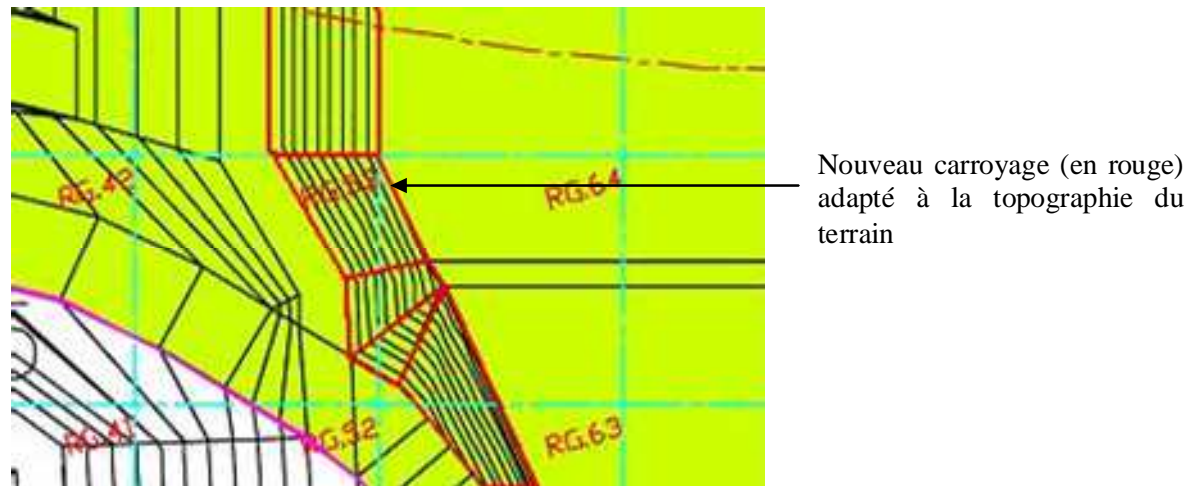 RG.42
RG.64
Nouveau carroyage (en rouge)
adapté à la topographie du
terrain
RG.41
RG.52
RG.63